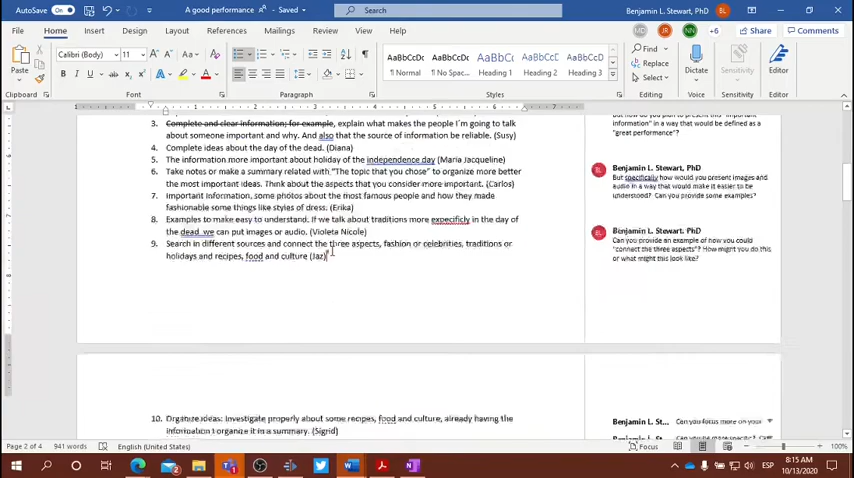 AutoSave On
A good performance - Saved
Search
Benjamin L. Stewart, PhD BL
File Home Insert Draw Design Layout References Mailings Review View Help
MD JR NN +6 Share Comments
Calibri (Body) 11
Paste
AaBbCcDc AaBbCcDc AaBbCc AaBbCcD
¶ Normal ¶ No Spac... Heading 1 Heading 2
Find
Replace
Select
Dictate Sensitivity Editor
Clipboard Font Paragraph Styles Editing Voice Sensitivity Editor
3. Complete and clear information; for example, explain what makes the people I´m going to talk
about someone important and why. And also that the source of information be reliable. (Susy)
4. Complete ideas about the day of the dead. (Diana)
5. The information more important about holiday of the independence day (Maria Jacqueline)
6. Take notes or make a summary related with "The topic that you chose" to organize more better
the most important ideas. Think about the aspects that you consider more important. (Carlos)
7. Important Information, some photos about the most famous people and how they made
fashionable some things like styles of dress. (Erika)
8. Examples to make easy to understand. If we talk about traditions more expecificly in the day of
the dead we can put images or audio. (Violeta Nicole)
9. Search in different sources and connect the three aspects, fashion or celebrities, traditions or
holidays and recipes, food and culture (Jaz)
10. Organize ideas: Investigate properly about some recipes, food and culture, already having the
information I organize it in a summary. (Sigrid)
information" in a way that would be defined as a
"great performance"?
BL Benjamin L. Stewart, PhD
But specifically how would you present images and
audio in a way that would make it easier to be
understood? Can you provide some examples?
BL Benjamin L. Stewart, PhD
Can you provide an example of how you could
"connect the three aspects"? How might you do this
or what might this look like?
Benjamin L. St... Can you focus more on your
Benjamin L. St...
Page 2 of 4 941 words English (United States) Focus 100%
ESP
8:15 AM
10/13/2020